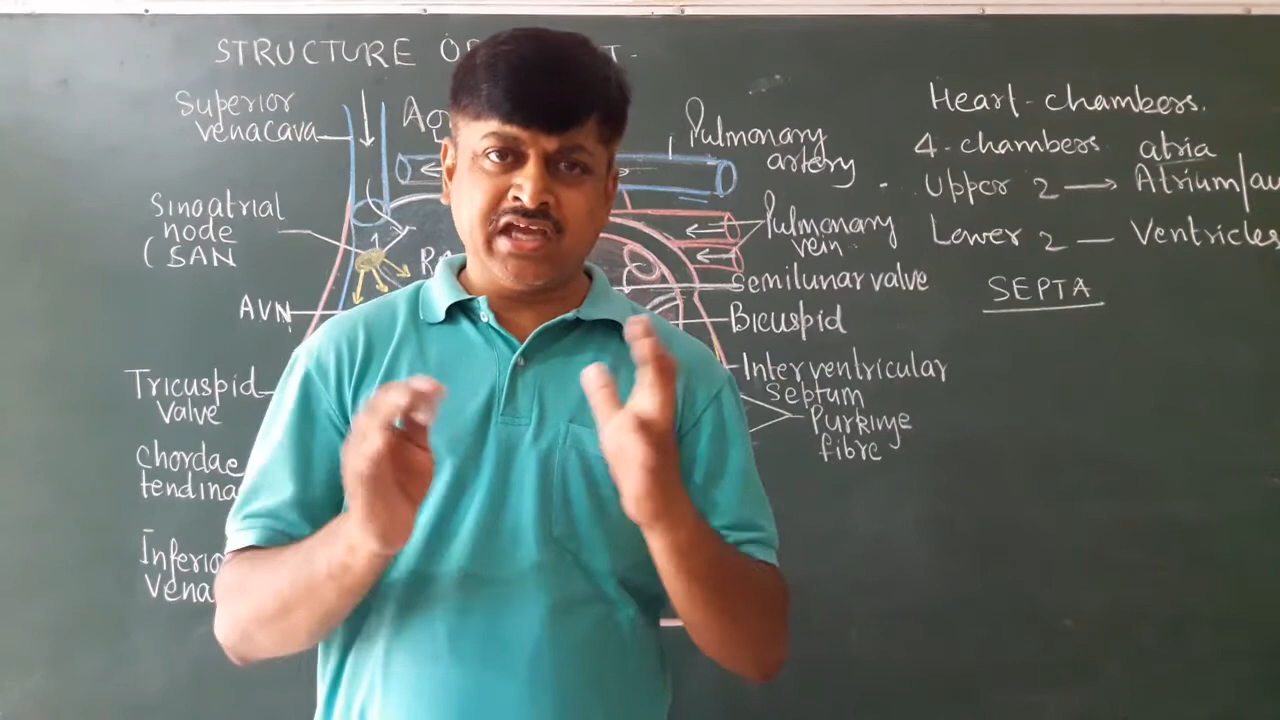 STRUCTURE
Superior
venacava
Sinoatrial
node
(SAN
AVN
Tricuspid
valve
chordae
tendina
Inferio
Vena
Pulmonary
artery
Pulmonary
vein
Semilunar valve
Bicuspid
Interventricular
septum
Purkinje
fibre
Heart-chambers.
4-chambers atria
Upper 2 → Atrium/au
Lower 2 — Ventricles
SEPTA